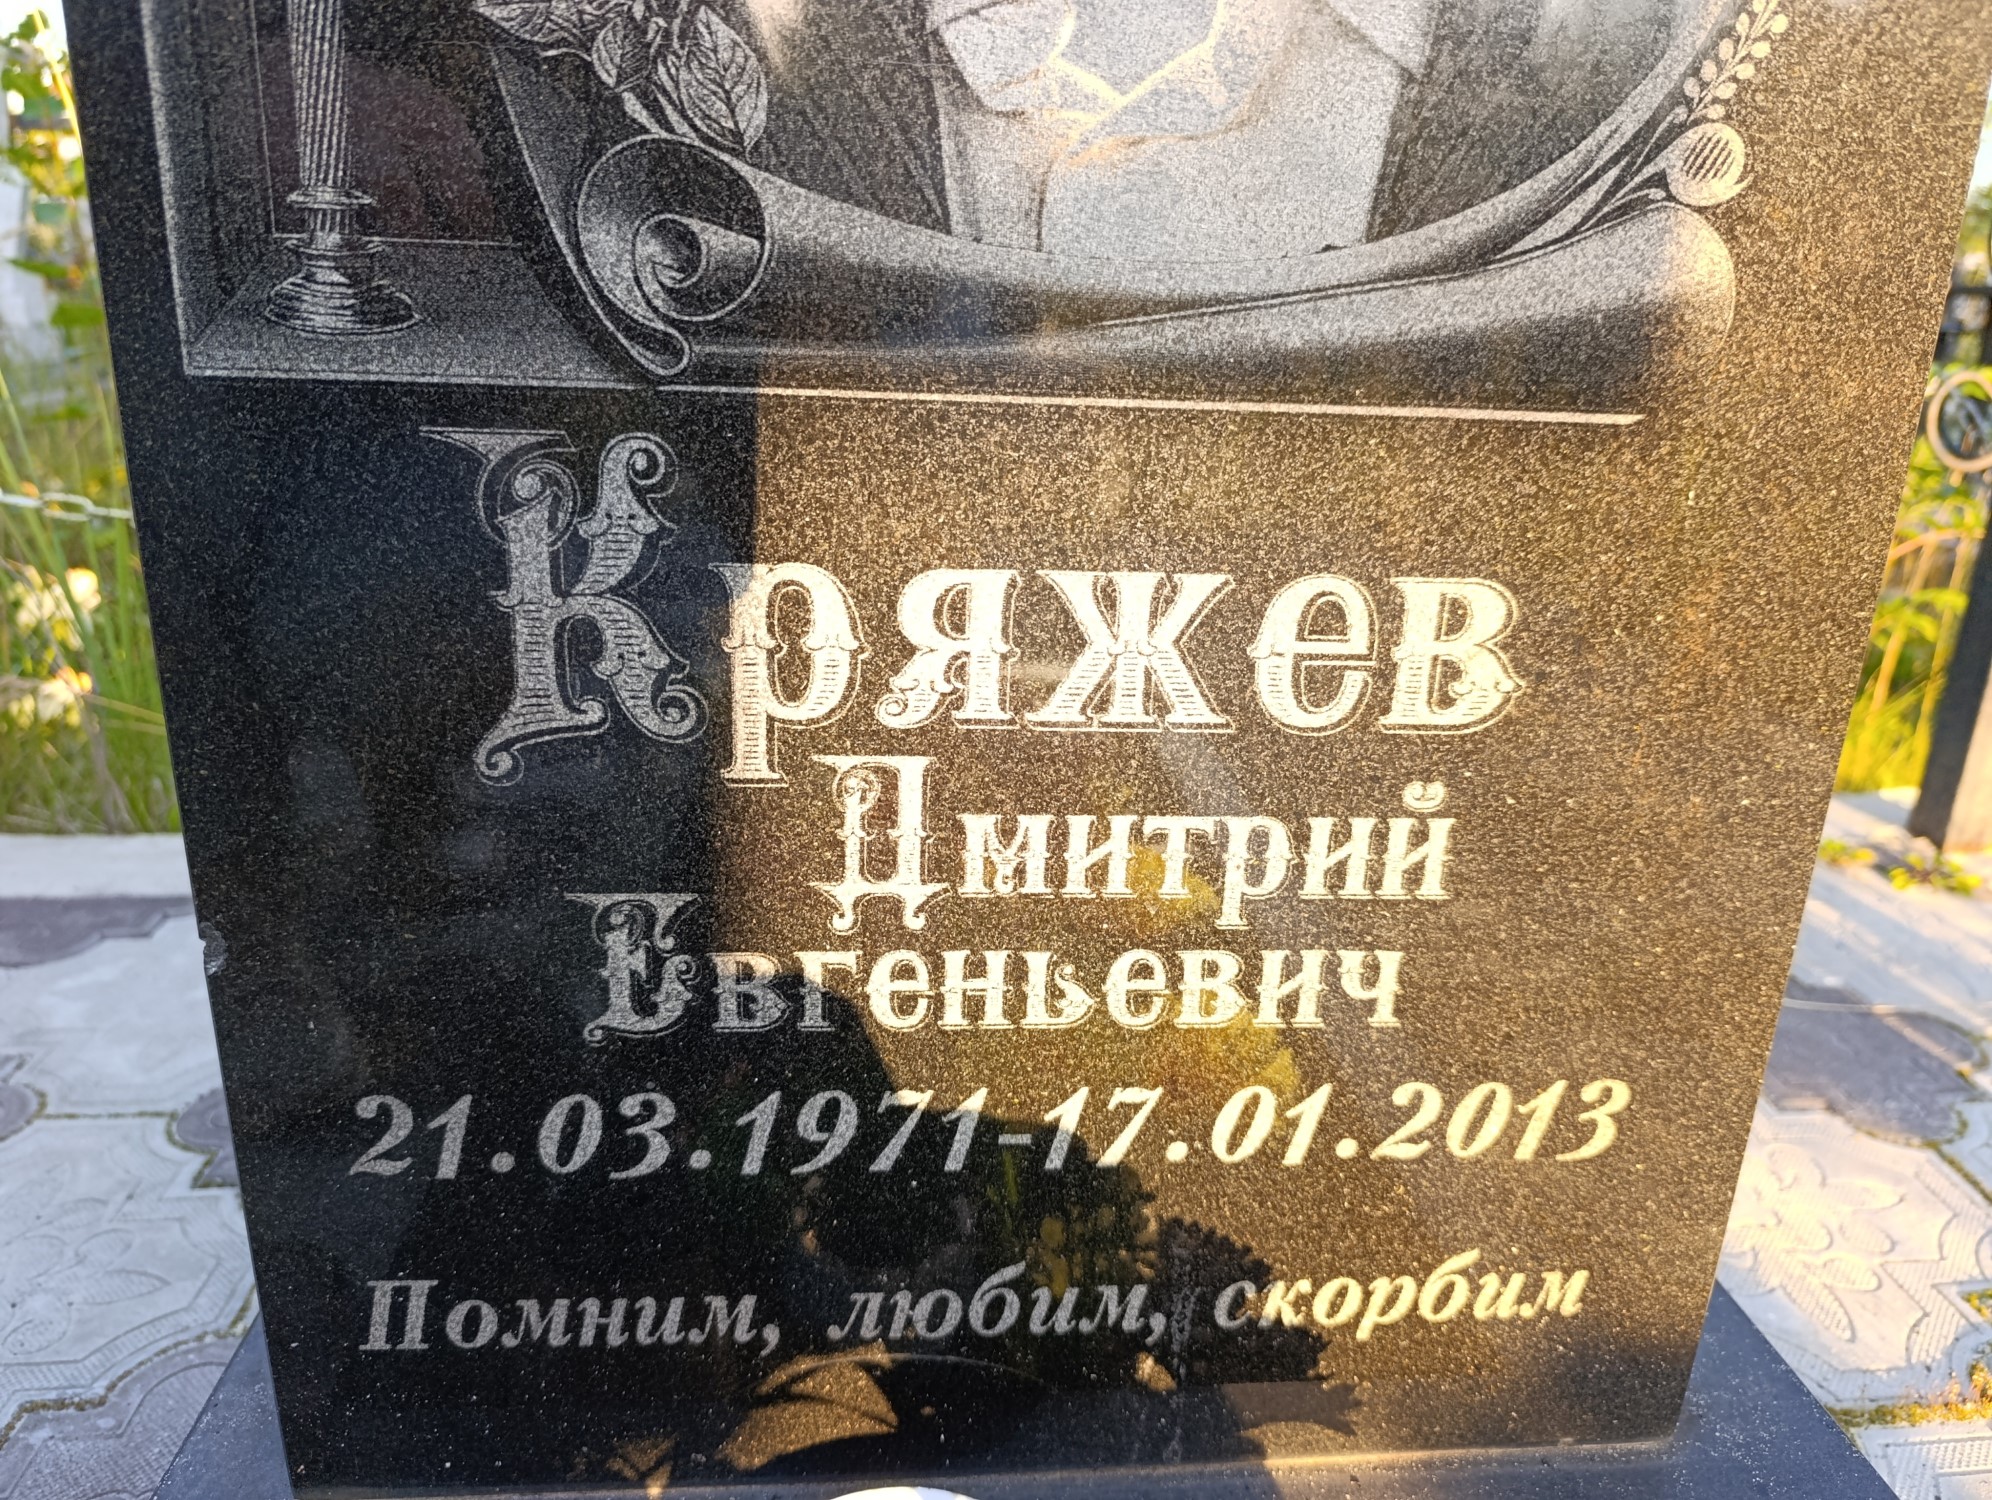 Кряжев
Дмитрий
Евгеньевич
21.03.1971-17.01.2013
Помним, любим, скорбим